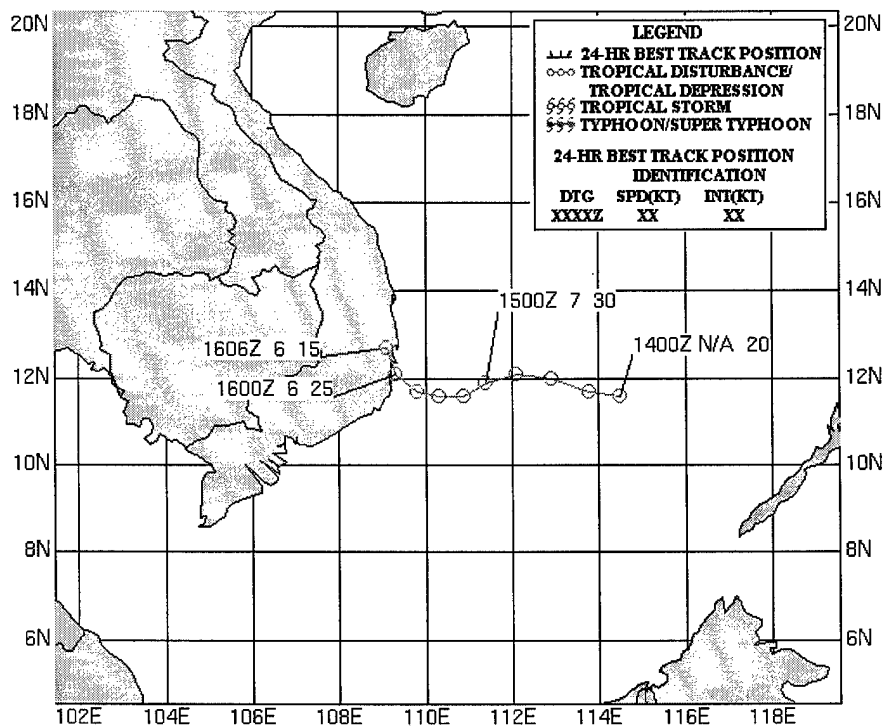 LEGEND
24-HR BEST TRACK POSITION
TROPICAL DISTURBANCE/
TROPICAL DEPRESSION
TROPICAL STORM
TYPHOON/SUPER TYPHOON
24-HR BEST TRACK POSITION
IDENTIFICATION
DTG SPD(KT) INT(KT)
XXXXZ XX XX
20N 20N
18N 18N
16N 16N
14N 14N
1500Z 7 30
1606Z 6 15
1400Z N/A 20
12N 12N
1600Z 6 25
10N 10N
8N 8N
6N 6N
102E 104E 106E 108E 110E 112E 114E 116E 118E